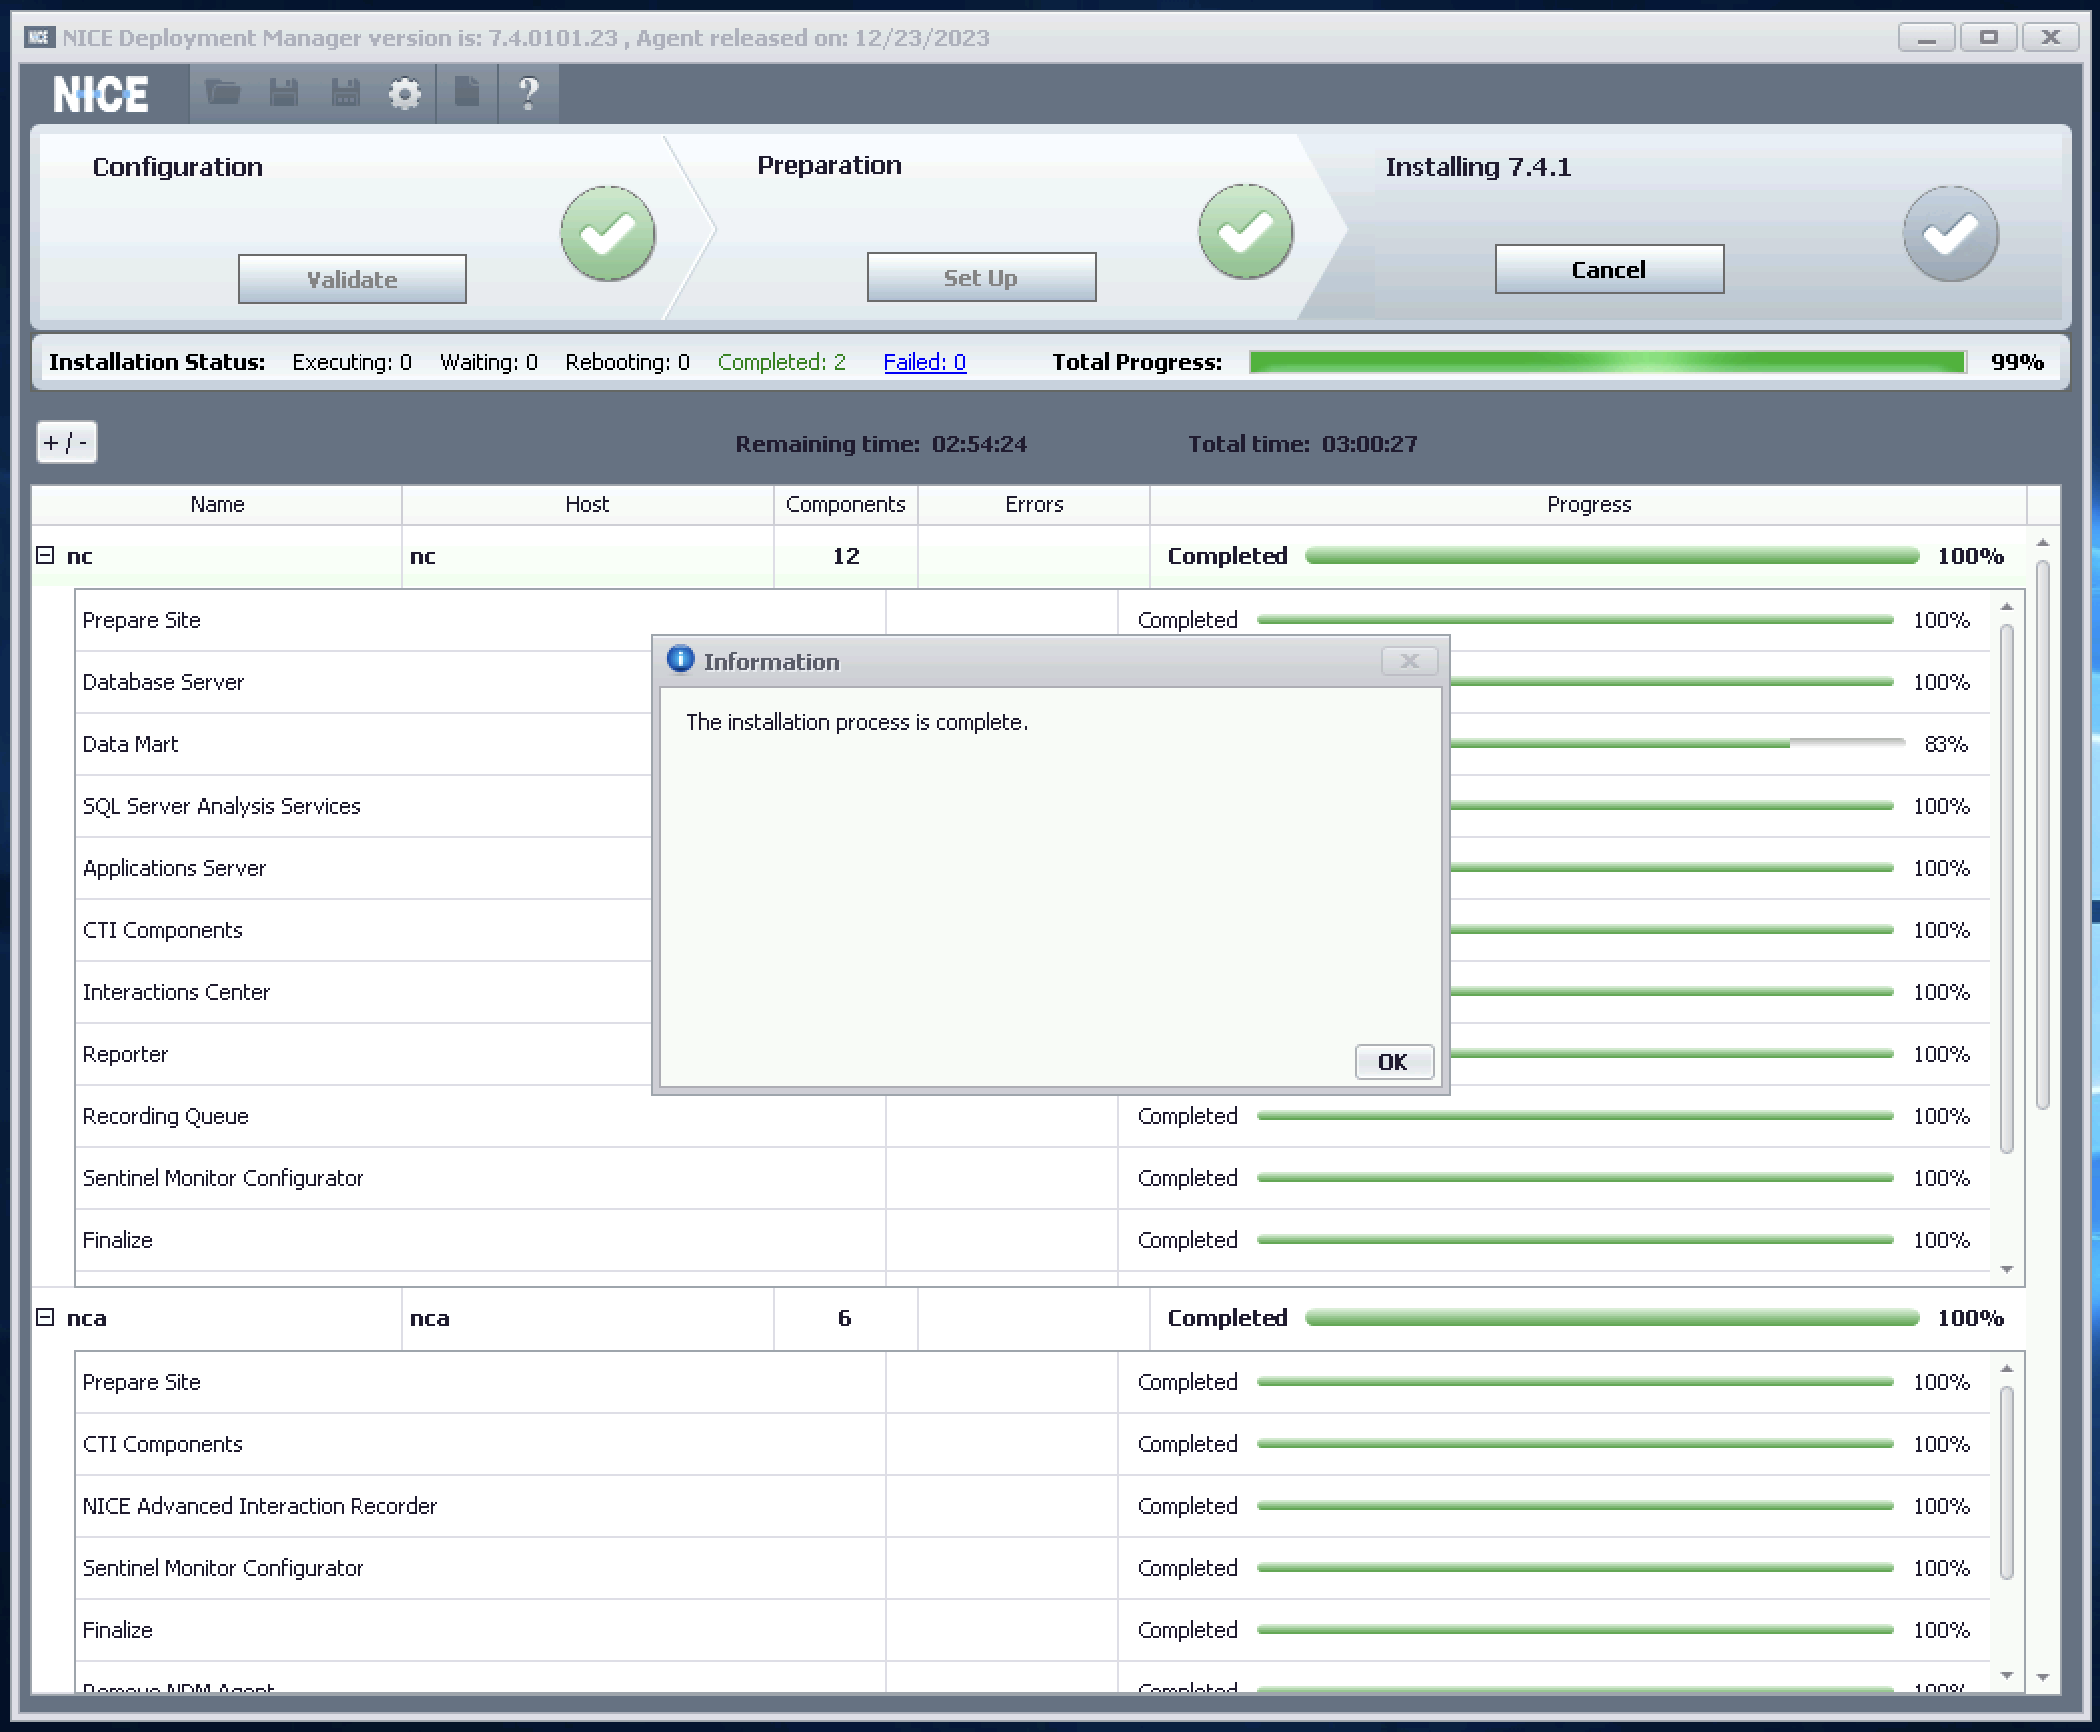 NICE NICE Deployment Manager version is: 7.4.0101.23 , Agent released on: 12/23/2023
NICE ?
Configuration
Validate
Preparation
Set Up
Installing 7.4.1
Cancel
Installation Status: Executing: 0 Waiting: 0 Rebooting: 0 Completed: 2 Failed: 0 Total Progress: 99%
+ / - Remaining time: 02:54:24 Total time: 03:00:27
Name Host Components Errors Progress
nc nc 12 Completed 100%
Prepare Site Completed 100%
Database Server 100%
Data Mart 83%
SQL Server Analysis Services 100%
Applications Server 100%
CTI Components 100%
Interactions Center 100%
Reporter 100%
Recording Queue Completed 100%
Sentinel Monitor Configurator Completed 100%
Finalize Completed 100%
Information
The installation process is complete.
OK
nca nca 6 Completed 100%
Prepare Site Completed 100%
CTI Components Completed 100%
NICE Advanced Interaction Recorder Completed 100%
Sentinel Monitor Configurator Completed 100%
Finalize Completed 100%
Remove NDM Agent Completed 100%